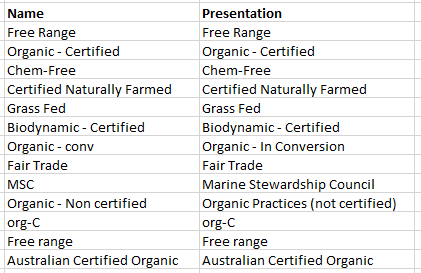 Name Presentation
Free Range Free Range
Organic - Certified Organic - Certified
Chem-Free Chem-Free
Certified Naturally Farmed Certified Naturally Farmed
Grass Fed Grass Fed
Biodynamic - Certified Biodynamic - Certified
Organic - conv Organic - In Conversion
Fair Trade Fair Trade
MSC Marine Stewardship Council
Organic - Non certified Organic Practices (not certified)
org-C org-C
Free range Free range
Australian Certified Organic Australian Certified Organic